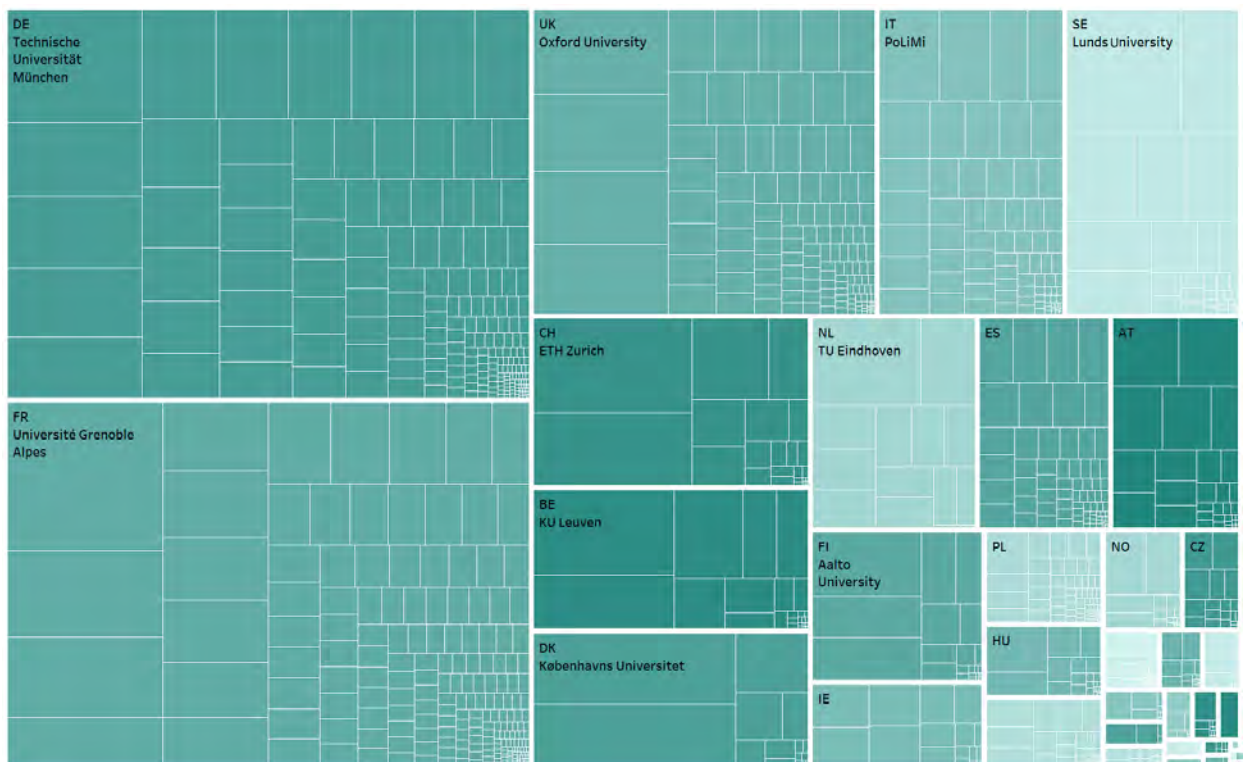 DE
Technische
Universität
München
UK
Oxford University
IT
PoLiMi
SE
Lunds University
FR
Université Grenoble
Alpes
CH
ETH Zurich
NL
TU Eindhoven
ES
AT
BE
KU Leuven
DK
Københavns Universitet
FI
Aalto
University
IE
PL
NO
CZ
HU